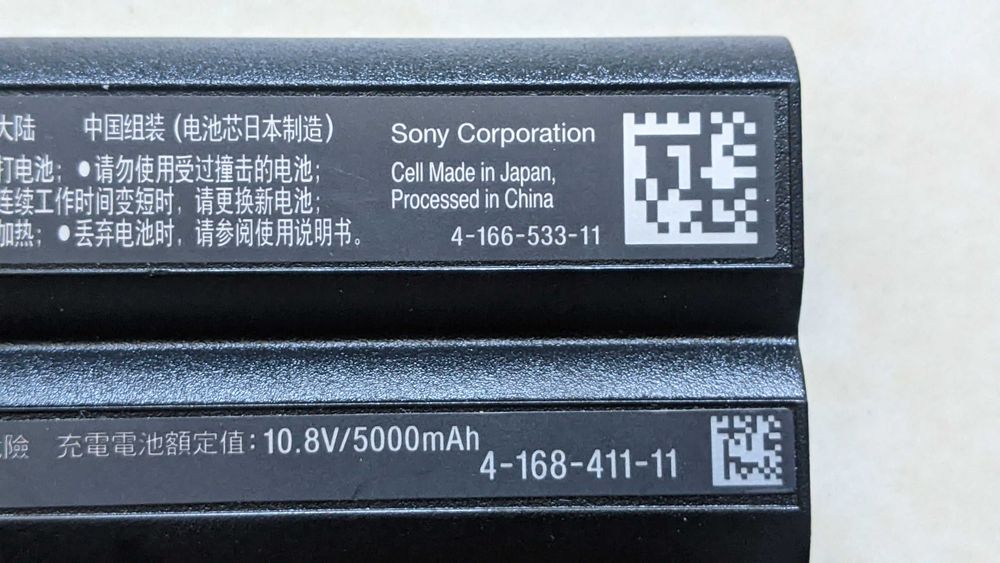 大陆 中国组装 (电池芯日本制造)
打电池; ●请勿使用受过撞击的电池;
连续工作时间变短时, 请更换新电池;
加热; ●丢弃电池时, 请参阅使用说明书。
Sony Corporation
Cell Made in Japan,
Processed in China
4-166-533-11
險 充電電池額定值: 10.8V/5000mAh
4-168-411-11